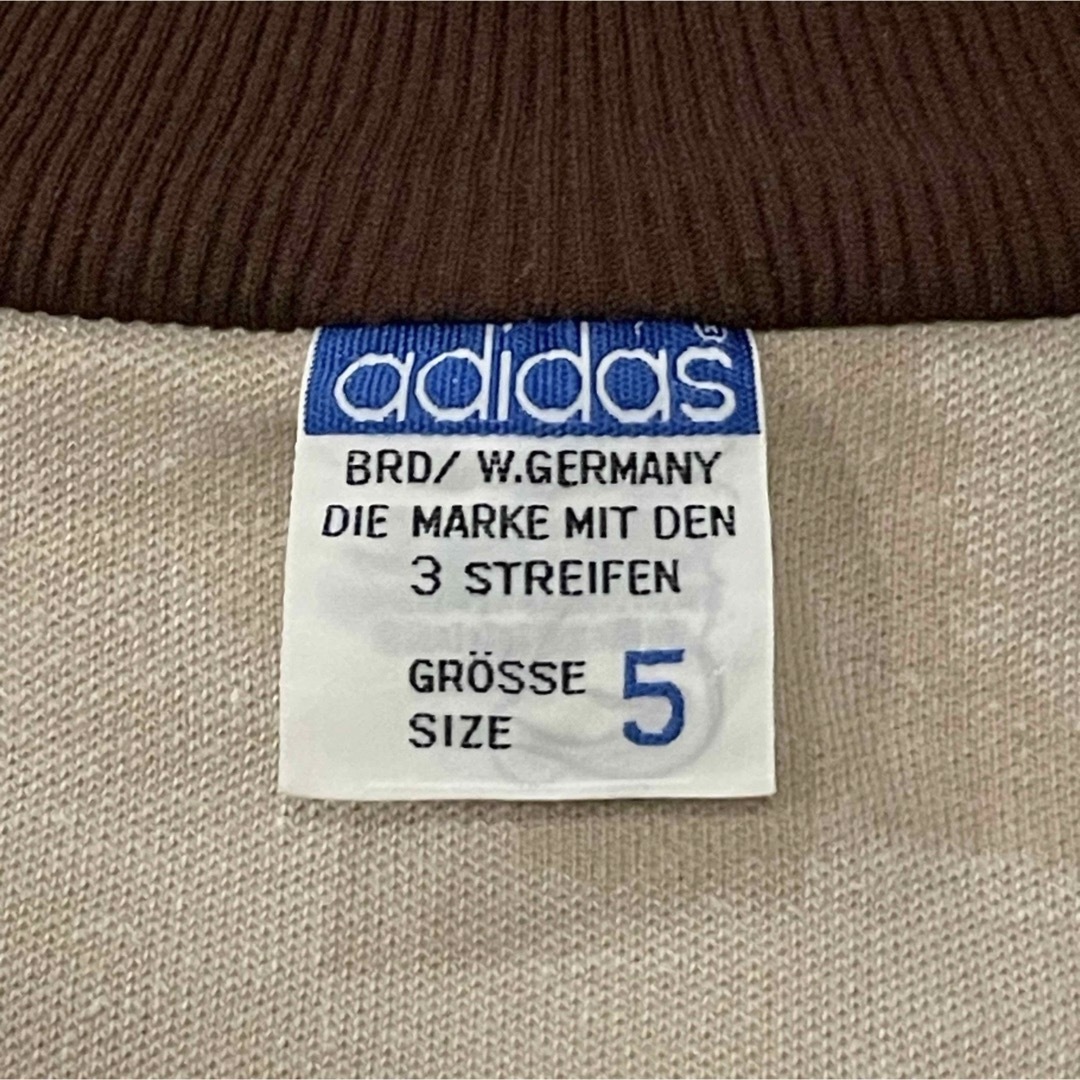 adidas
BRD/ W.GERMANY
DIE MARKE MIT DEN
3 STREIFEN
GRÖSSE
SIZE 5